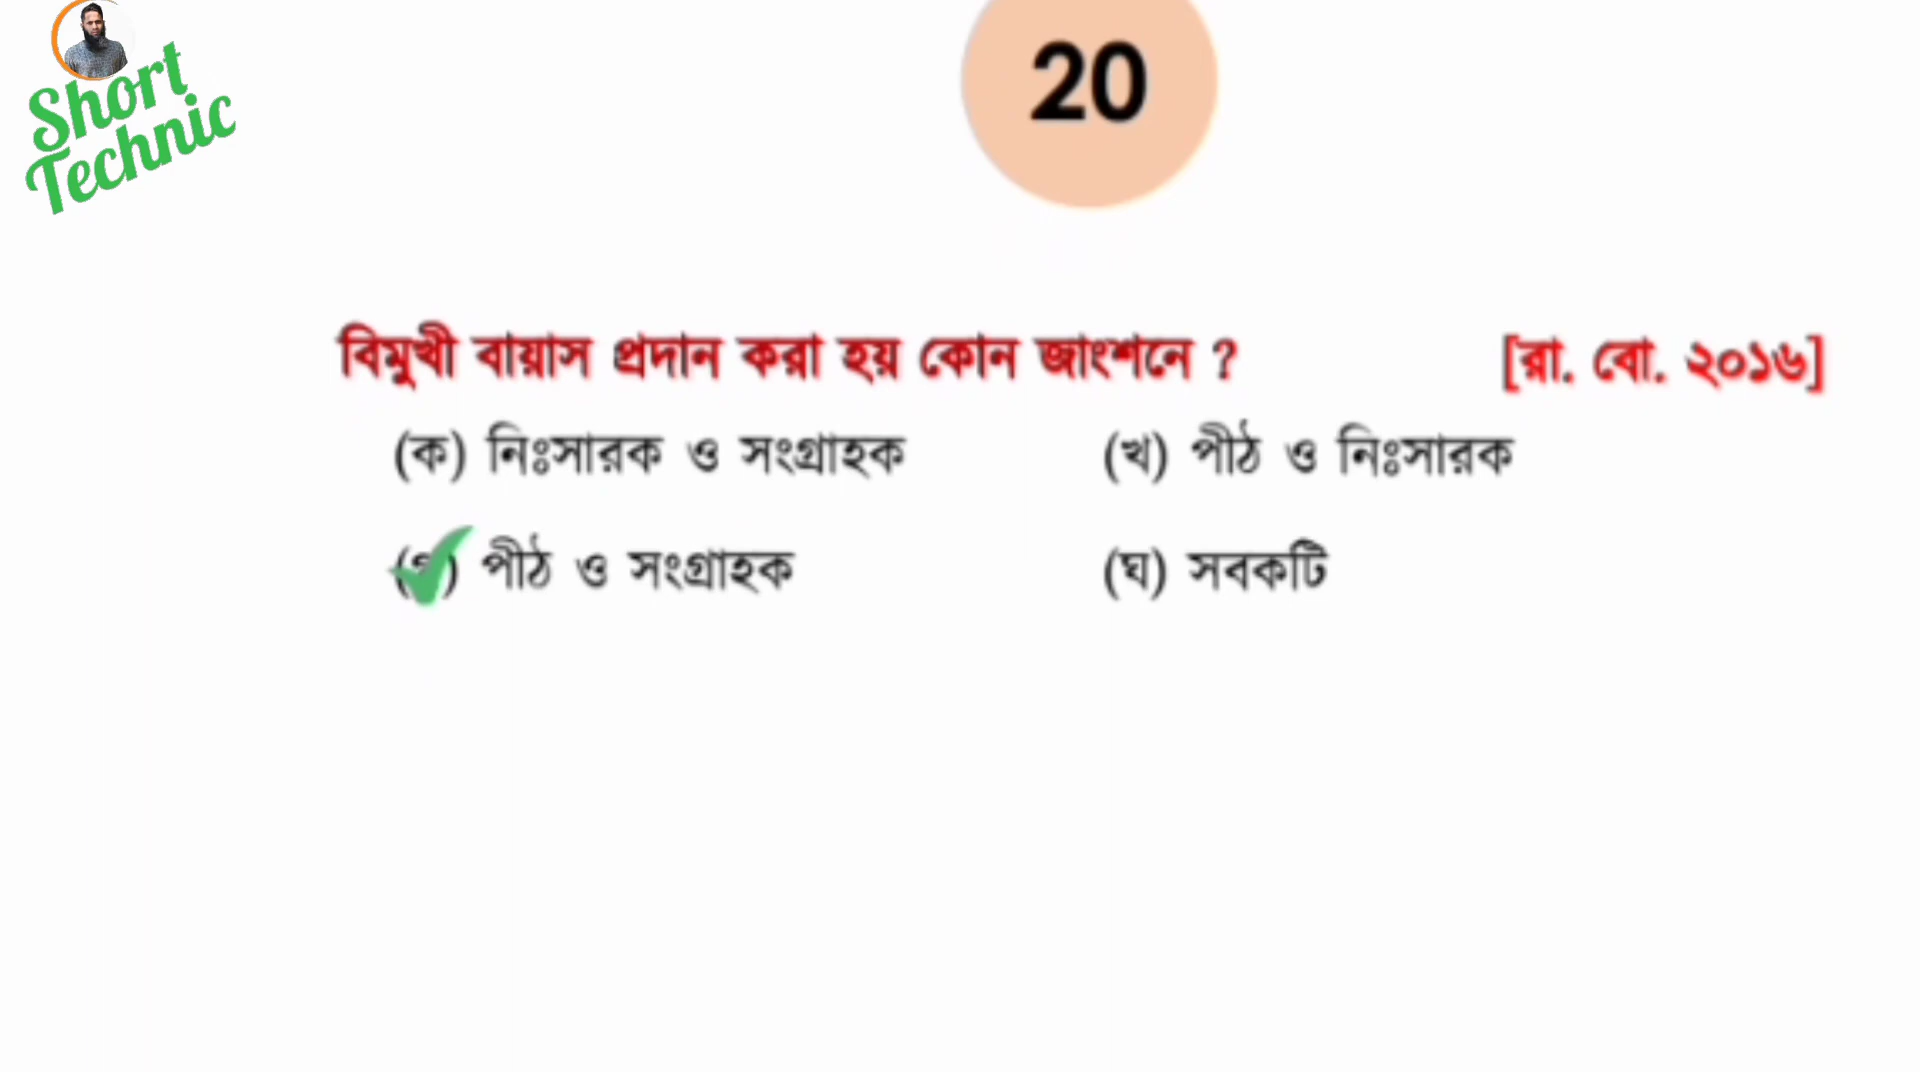 Short
Technic
20
বিমুখী বায়াস প্রদান করা হয় কোন জাংশনে ? [রা. বো. ২০১৬]
(ক) নিঃসারক ও সংগ্রাহক (খ) পীঠ ও নিঃসারক
পীঠ ও সংগ্রাহক (ঘ) সবকটি